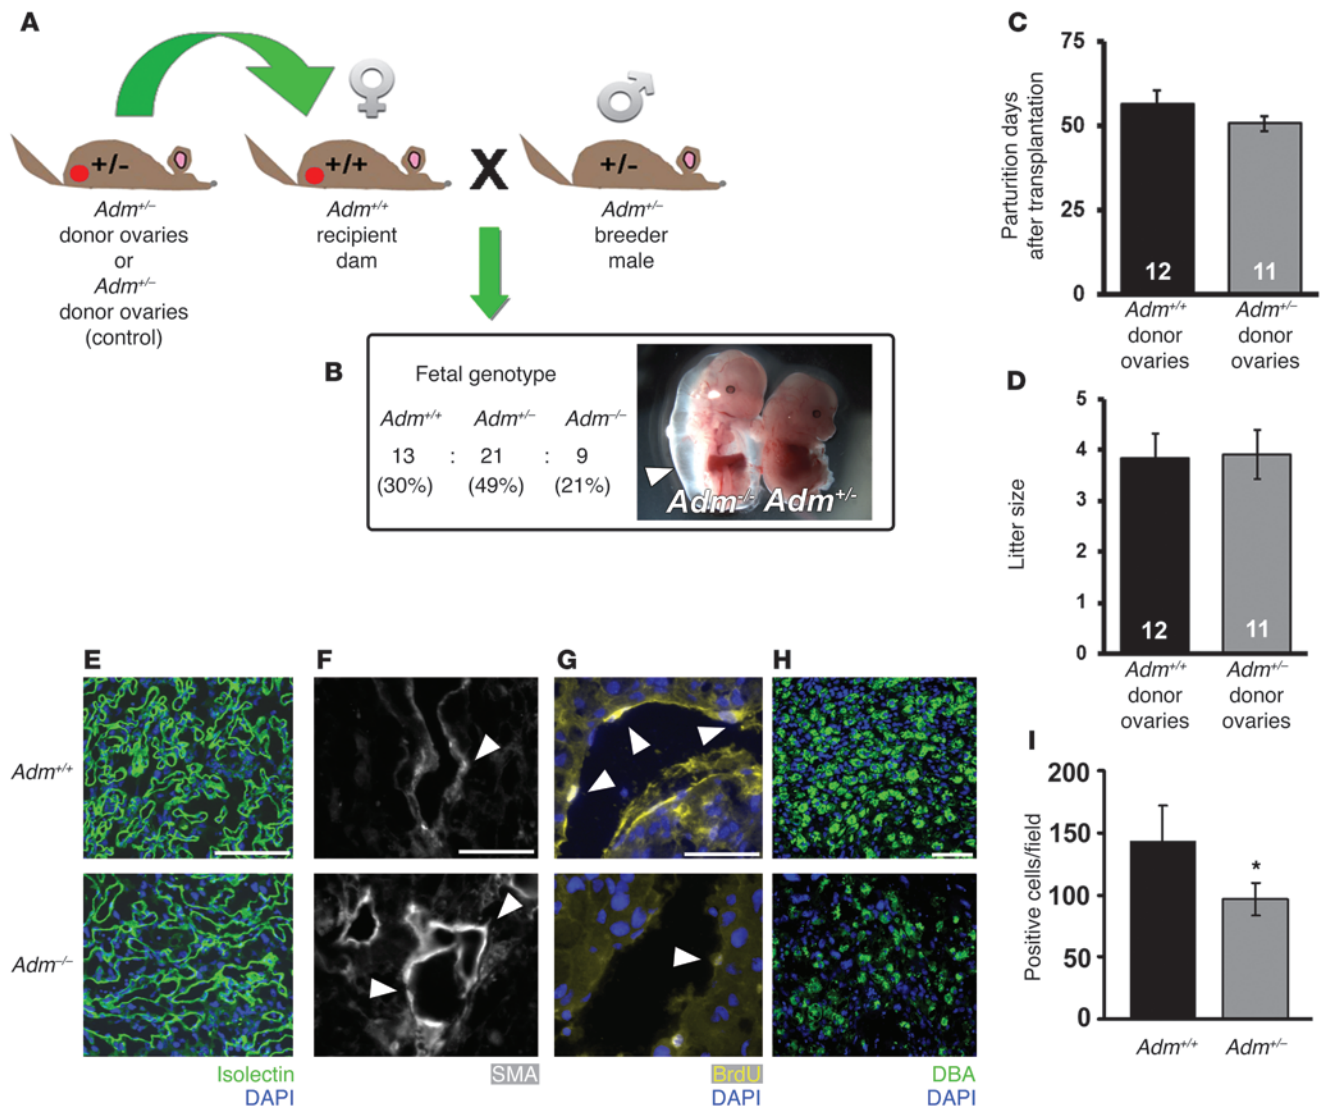 A
+/-
+/+
X
+/-
Adm+/–
donor ovaries
or
Adm+/–
donor ovaries
(control)
Adm+/+
recipient
dam
Adm+/–
breeder
male
B
Fetal genotype
Adm+/+ Adm+/– Adm–/–
13 : 21 : 9
(30%) (49%) (21%)
Adm-/- Adm+/-
C
Parturition days
after transplantation
75
50
25
0
12
11
Adm+/+
donor
ovaries
Adm+/–
donor
ovaries
D
Litter size
5
4
3
2
1
0
12
11
Adm+/+
donor
ovaries
Adm+/–
donor
ovaries
E
F
G
H
Adm+/+
Adm–/–
Isolectin
DAPI
SMA
BrdU
DAPI
DBA
DAPI
I
Positive cells/field
200
150
100
50
0
*
Adm+/+
Adm+/–